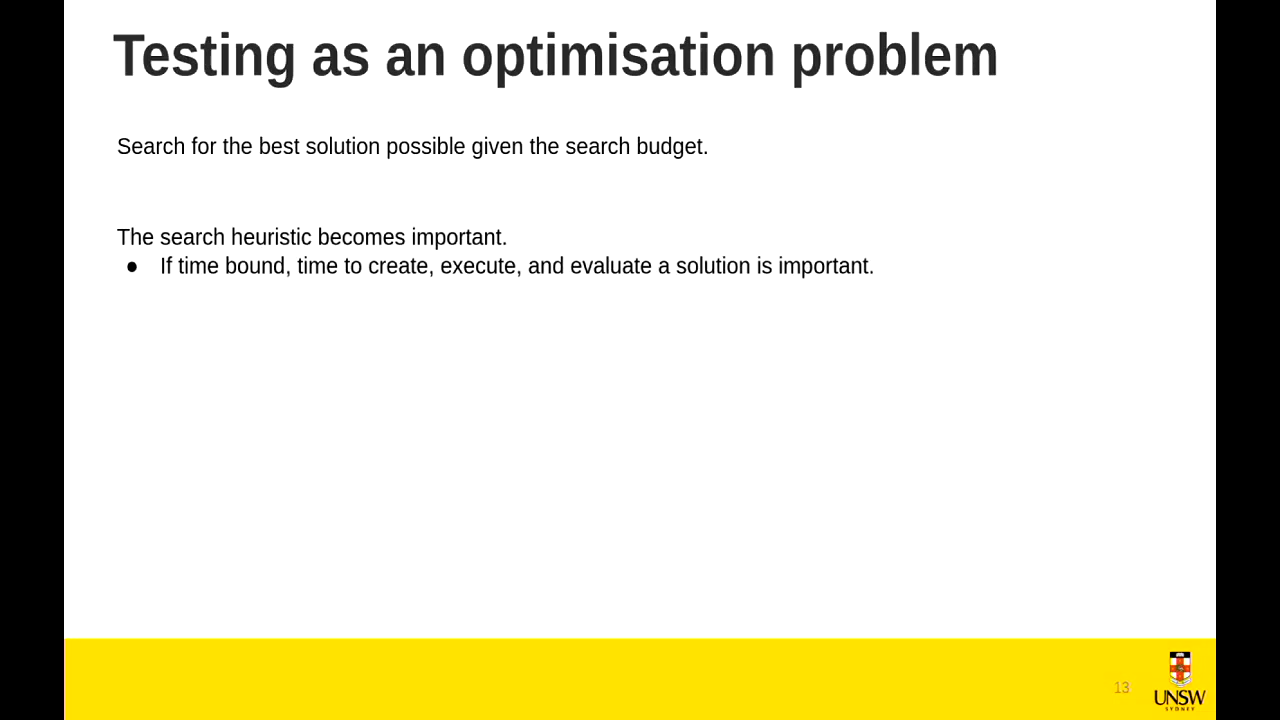 Testing as an optimisation problem
Search for the best solution possible given the search budget.
The search heuristic becomes important.
● If time bound, time to create, execute, and evaluate a solution is important.
13
UNSW
SYDNEY